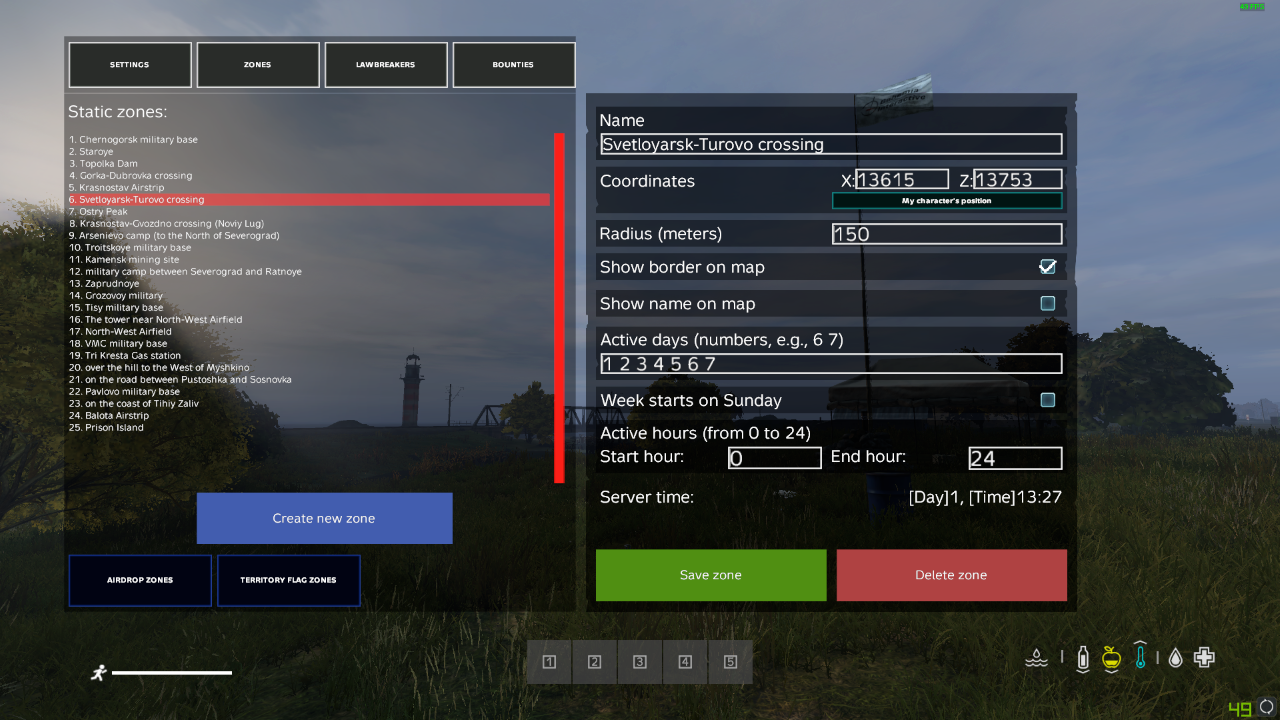 SETTINGS
ZONES
LAWBREAKERS
BOUNTIES
Static zones:
1. Chernogorsk military base
2. Staroye
3. Topolka Dam
4. Gorka-Dubrovka crossing
5. Krasnostav Airstrip
6. Svetloyarsk-Turovo crossing
7. Ostry Peak
8. Krasnostav-Gvozdno crossing (Noviy Lug)
9. Arsenievo camp (to the North of Severograd)
10. Troitskoye military base
11. Kamensk mining site
12. military camp between Severograd and Ratnoye
13. Zaprudnoye
14. Grozovoy military
15. Tisy military base
16. The tower near North-West Airfield
17. North-West Airfield
18. VMC military base
19. Tri Kresta Gas station
20. over the hill to the West of Myshkino
21. on the road between Pustoshka and Sosnovka
22. Pavlovo military base
23. on the coast of Tihiy Zaliv
24. Balota Airstrip
25. Prison Island
Create new zone
AIRDROP ZONES
TERRITORY FLAG ZONES
Name
Svetloyarsk-Turovo crossing
Coordinates
X:13615 Z:13753
My character's position
Radius (meters)
150
Show border on map
Show name on map
Active days (numbers, e.g., 6 7)
1 2 3 4 5 6 7
Week starts on Sunday
Active hours (from 0 to 24)
Start hour: 0 End hour: 24
Server time: [Day]1, [Time]13:27
Save zone
Delete zone
1 2 3 4 5
49